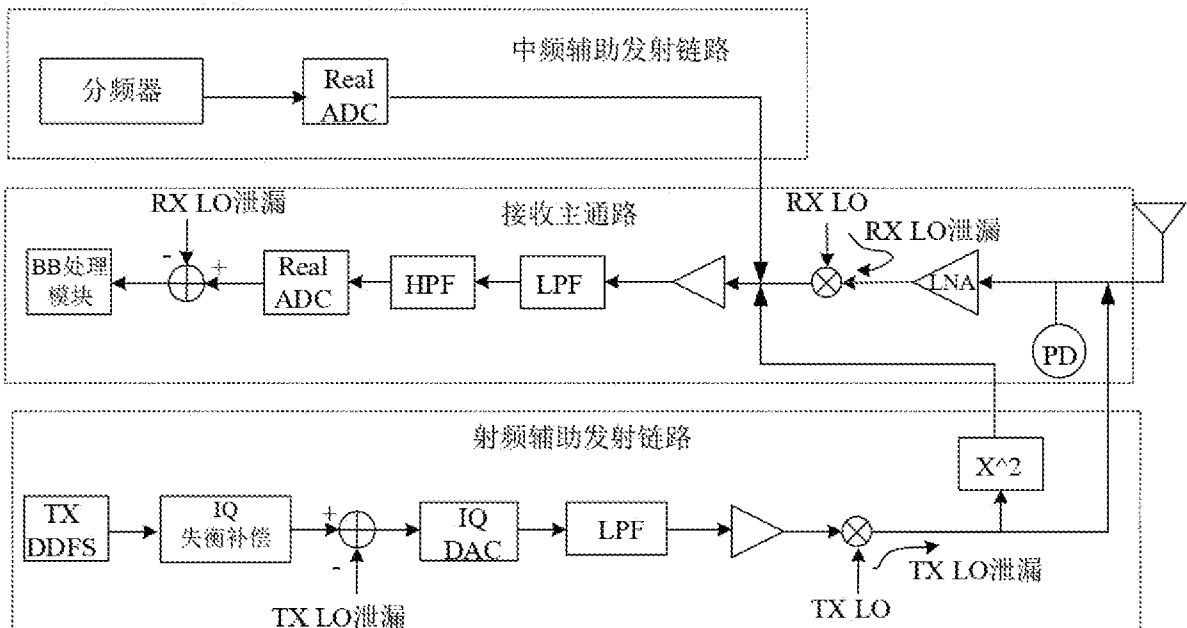 中频辅助发射链路
分频器
Real
ADC
RX LO泄漏
接收主通路
RX LO
RX LO泄漏
BB处理
模块
-
+
Real
ADC
HPF
LPF
LNA
PD
射频辅助发射链路
X^2
TX
DDFS
IQ
失衡补偿
+
-
IQ
DAC
LPF
TX LO泄漏
TX LO泄漏
TX LO